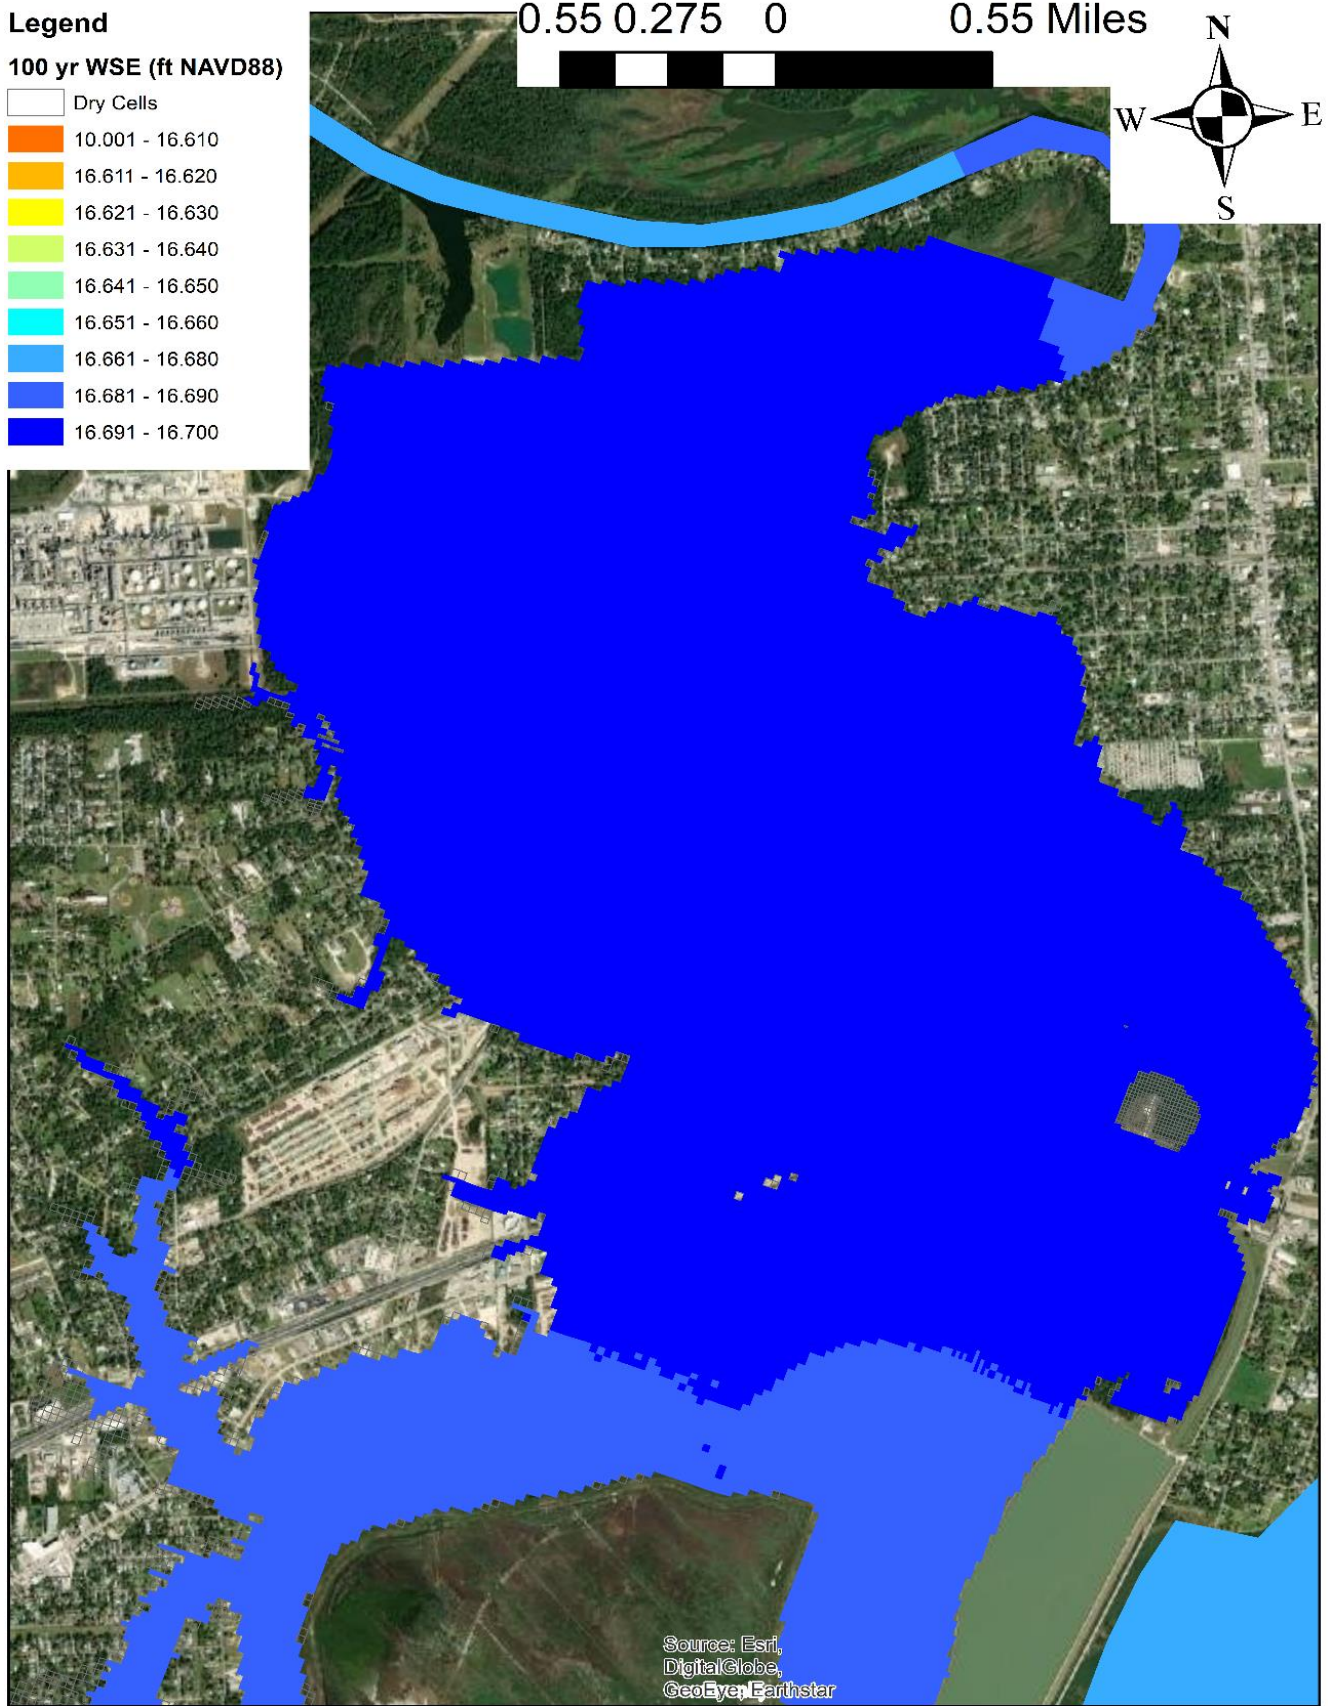 Legend
100 yr WSE (ft NAVD88)
Dry Cells
10.001 - 16.610
16.611 - 16.620
16.621 - 16.630
16.631 - 16.640
16.641 - 16.650
16.651 - 16.660
16.661 - 16.680
16.681 - 16.690
16.691 - 16.700
0.55 0.275 0 0.55 Miles
N
W E
S
Source: Esri,
DigitalGlobe,
GeoEye, Earthstar